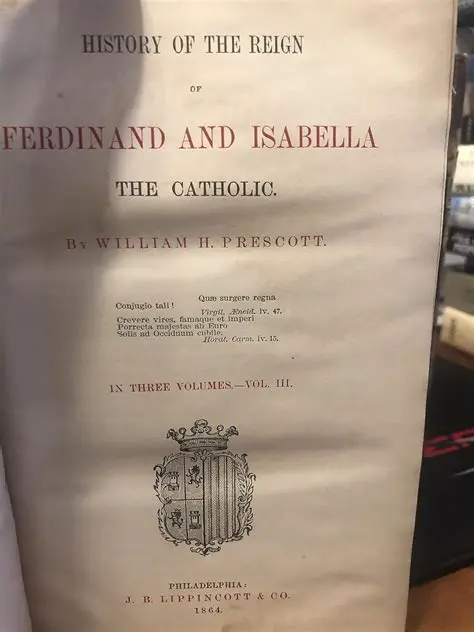 HISTORY OF THE REIGN
OF
FERDINAND AND ISABELLA
THE CATHOLIC.
BY WILLIAM H. PRESCOTT.
Quæ surgere regna
Conjugio tali!
Virgil, Æneid. iv. 47.
Crevere vires, famaque et imperi
Porrecta majestas ab Euro
Solis ad Occiduum cubile.
Horat. Carm. iv. 15.
IN THREE VOLUMES.—VOL. III.
PHILADELPHIA:
J. B. LIPPINCOTT & CO.
1864.